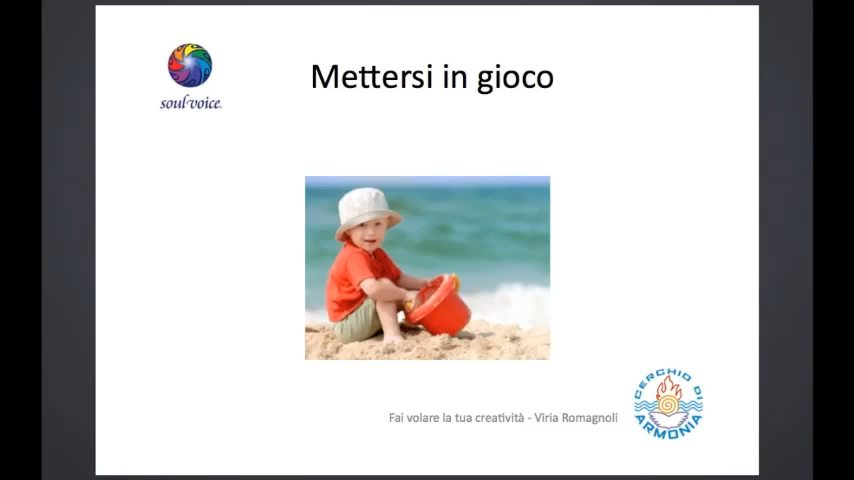 soul·voice.
Mettersi in gioco
Fai volare la tua creatività - Viria Romagnoli
CERCHIO DI
ARMONIA